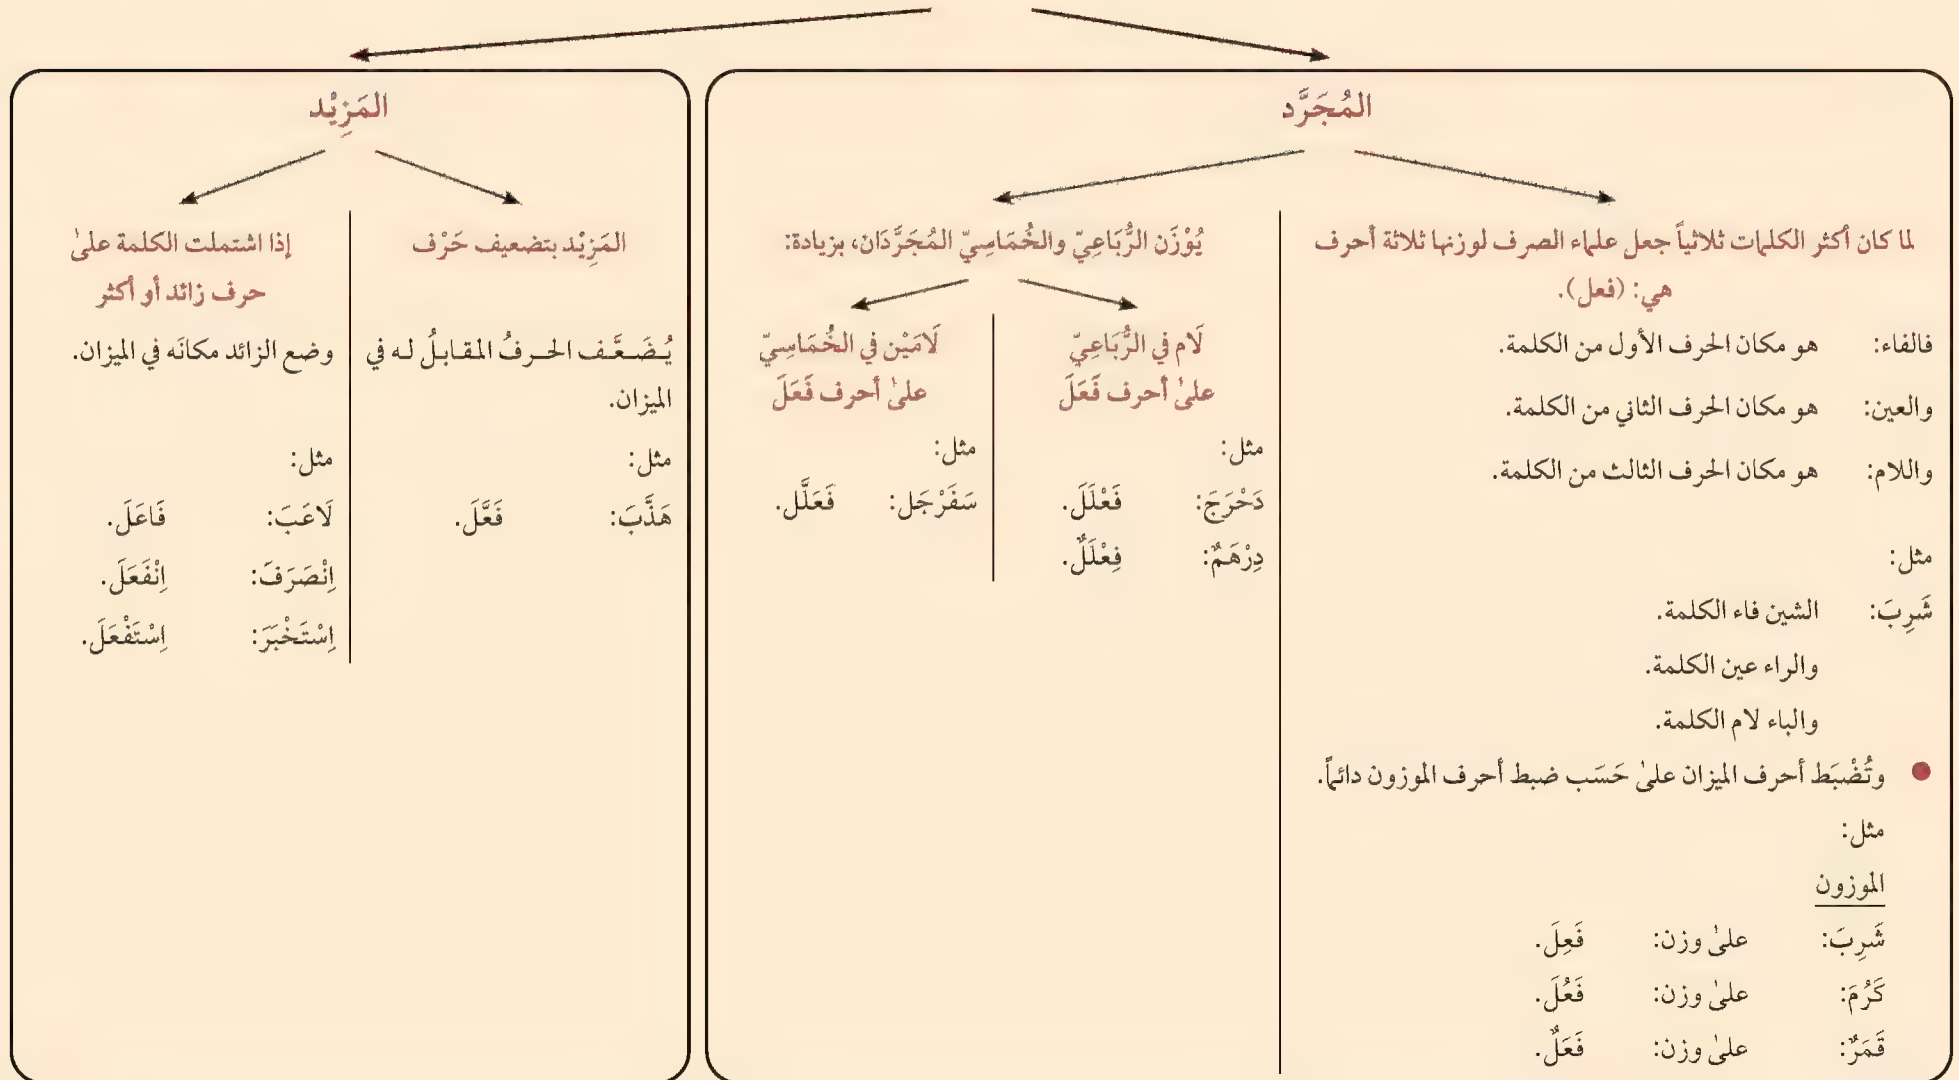 المُجَرَّد
لما كان أكثر الكلمات ثلاثياً جعل علماء الصرف لوزنها ثلاثة أحرف
هي: (فعل).
فالفاء: هو مكان الحرف الأول من الكلمة.
والعين: هو مكان الحرف الثاني من الكلمة.
واللام: هو مكان الحرف الثالث من الكلمة.
مثل:
شَرِبَ: الشين فاء الكلمة.
والراء عين الكلمة.
والباء لام الكلمة.
● وتُضْبَط أحرف الميزان علىٰ حَسَب ضبط أحرف الموزون دائماً.
مثل:
الموزون
شَرِبَ: علىٰ وزن: فَعِلَ.
كَرُمَ: علىٰ وزن: فَعُلَ.
قَمَرٌ: علىٰ وزن: فَعَلٌ.
يُوْزَن الرُّبَاعِيّ والخُمَاسِيّ المُجَرَّدَان، بزيادة:
لَام في الرُّبَاعِيّ
علىٰ أحرف فَعَلَ
مثل:
دَحْرَجَ: فَعْلَلَ.
دِرْهَمٌ: فِعْلَلٌ.
لَامَيْن في الخُمَاسِيّ
علىٰ أحرف فَعَلَ
مثل:
سَفَرْجَل: فَعَلَّل.
المَزِيْد
المَزِيْد بتضعيف حَرْف
يُضَعَّف الحرفُ المقابلُ له في
الميزان.
مثل:
هَذَّبَ: فَعَّلَ.
إذا اشتملت الكلمة علىٰ
حرف زائد أو أكثر
وضع الزائد مكانَه في الميزان.
مثل:
لَاعَبَ: فَاعَلَ.
اِنْصَرَفَ: اِنْفَعَلَ.
اِسْتَخْبَرَ: اِسْتَفْعَلَ.